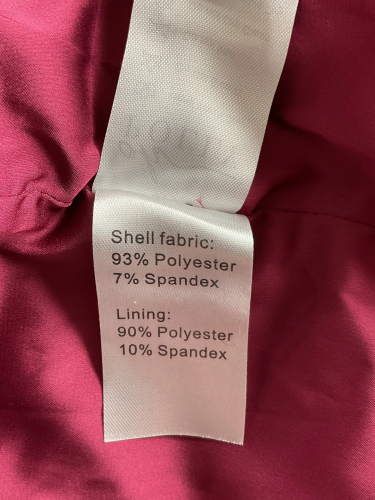 Shell fabric:
93% Polyester
7% Spandex
Lining:
90% Polyester
10% Spandex